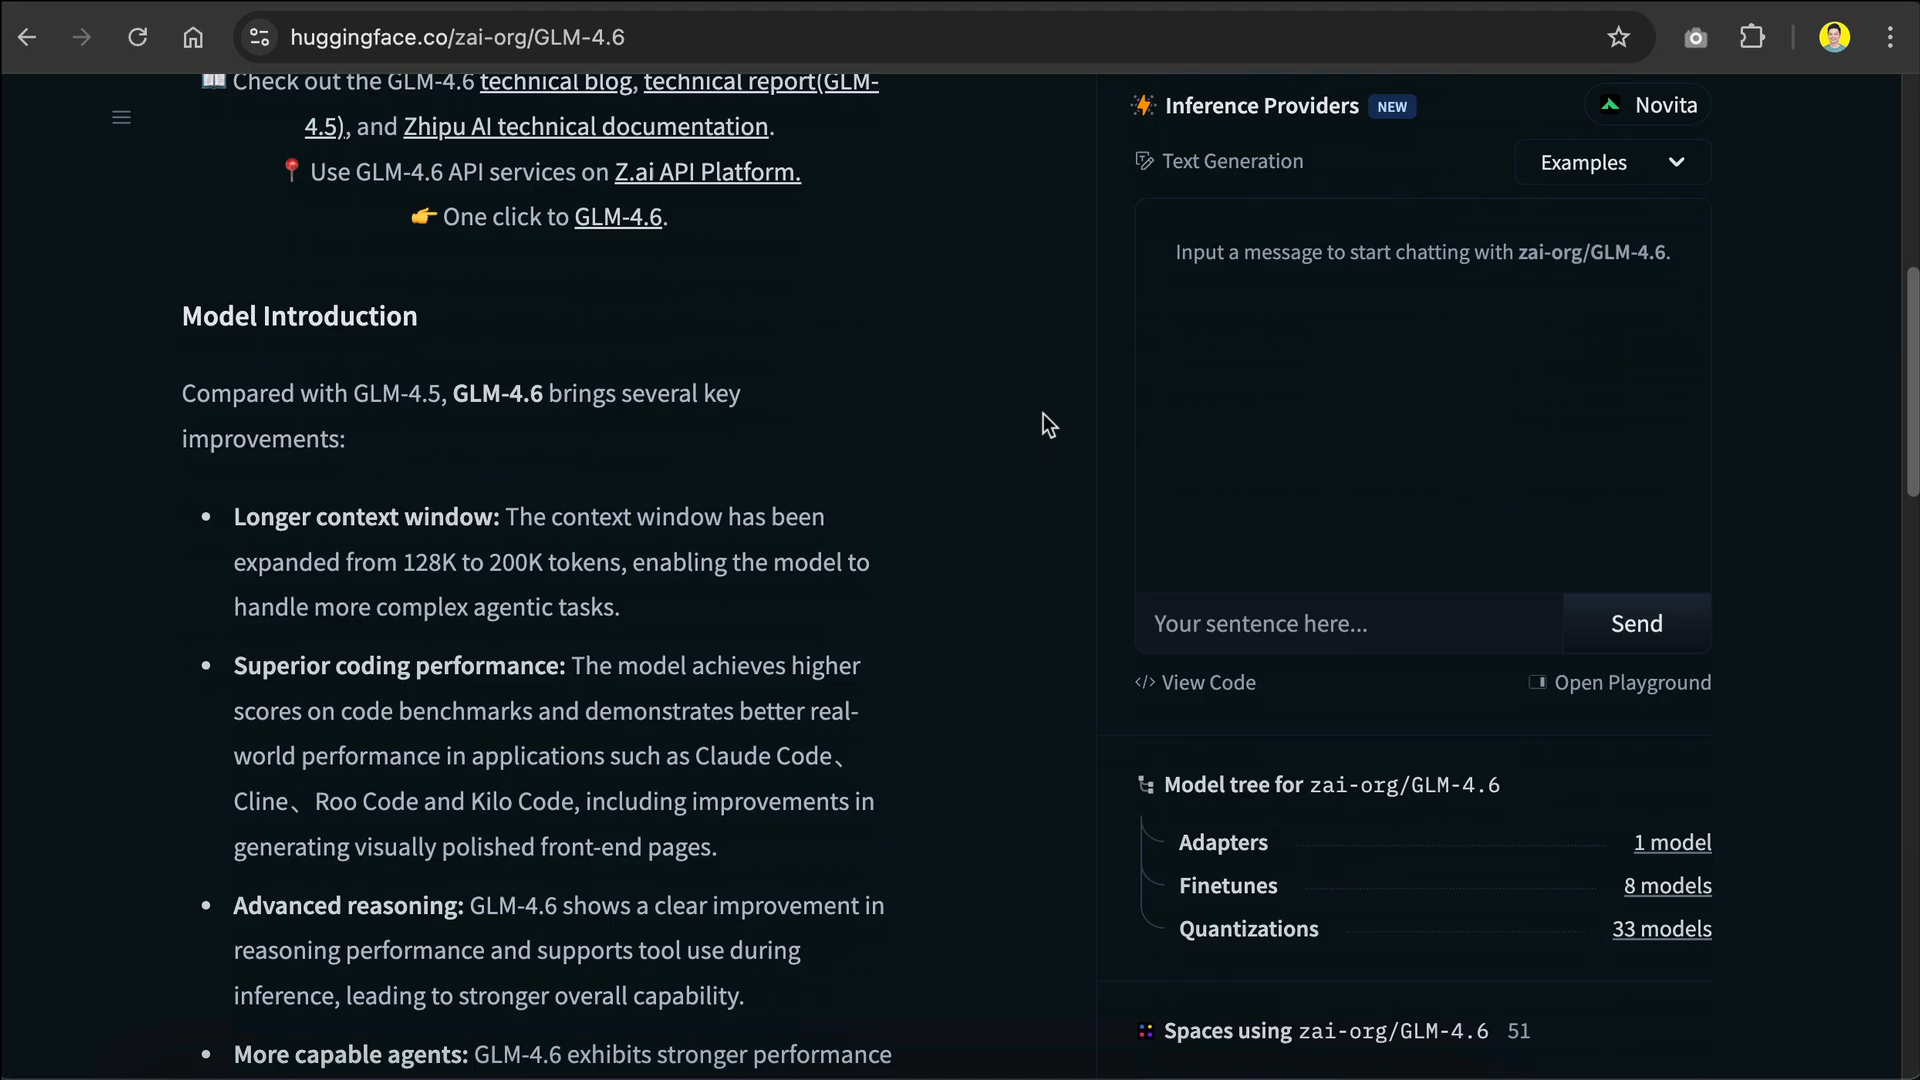 huggingface.co/zai-org/GLM-4.6
📖 Check out the GLM-4.6 technical blog, technical report(GLM-
4.5), and Zhipu AI technical documentation.
📍 Use GLM-4.6 API services on Z.ai API Platform.
👉 One click to GLM-4.6.
Model Introduction
Compared with GLM-4.5, GLM-4.6 brings several key
improvements:
• Longer context window: The context window has been
expanded from 128K to 200K tokens, enabling the model to
handle more complex agentic tasks.
• Superior coding performance: The model achieves higher
scores on code benchmarks and demonstrates better real-
world performance in applications such as Claude Code、
Cline、Roo Code and Kilo Code, including improvements in
generating visually polished front-end pages.
• Advanced reasoning: GLM-4.6 shows a clear improvement in
reasoning performance and supports tool use during
inference, leading to stronger overall capability.
• More capable agents: GLM-4.6 exhibits stronger performance
Inference Providers NEW
Novita
Text Generation
Examples
Input a message to start chatting with zai-org/GLM-4.6.
Your sentence here...
Send
</> View Code
Open Playground
Model tree for zai-org/GLM-4.6
Adapters 1 model
Finetunes 8 models
Quantizations 33 models
Spaces using zai-org/GLM-4.6 51